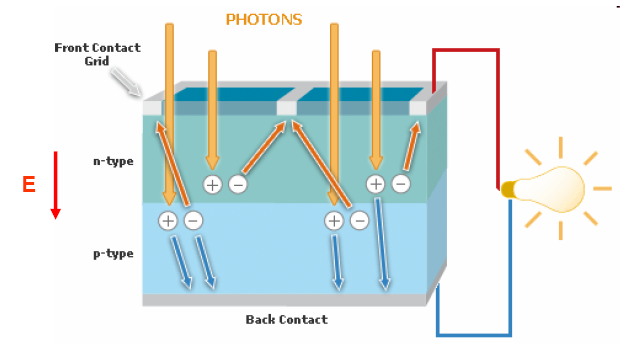 PHOTONS
Front Contact
Grid
n-type
E
+ −
+ −
+ −
+ −
p-type
Back Contact